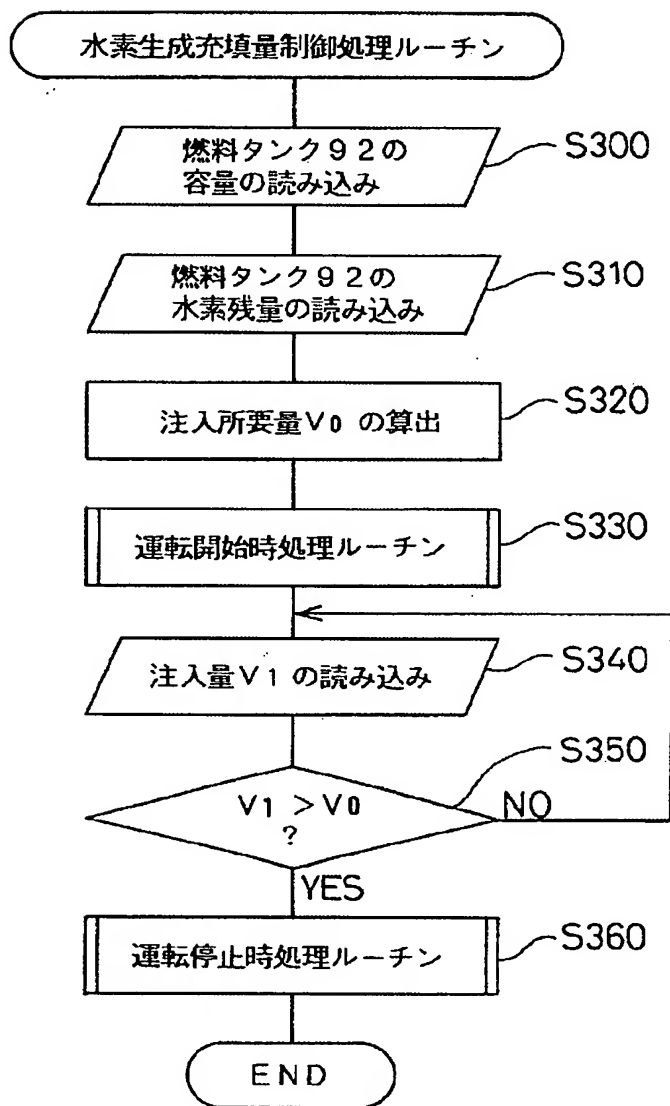 水素生成充填量制御処理ルーチン
燃料タンク92の
容量の読み込み
S300
燃料タンク92の
水素残量の読み込み
S310
注入所要量V0 の算出
S320
運転開始時処理ルーチン
S330
注入量V1 の読み込み
S340
V1 >V0
?
S350
NO
YES
運転停止時処理ルーチン
S360
END